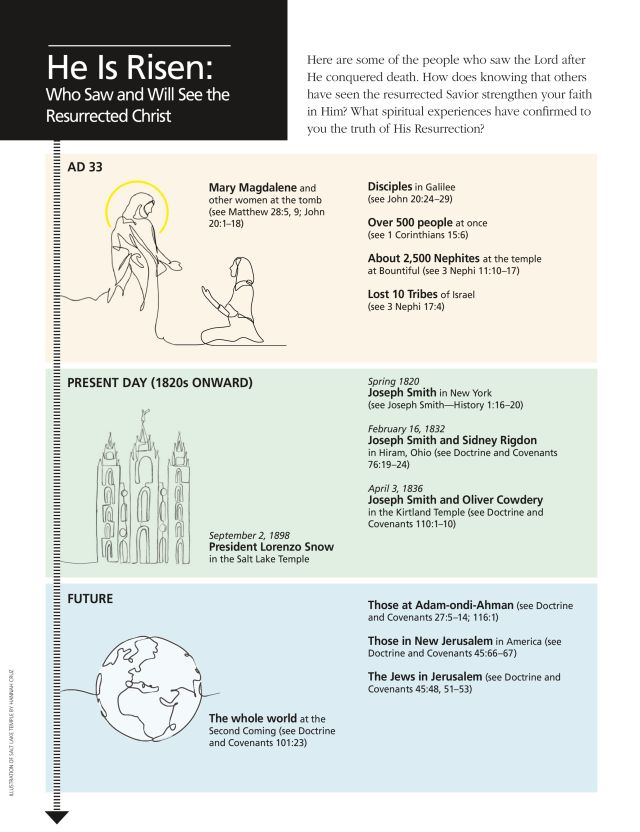 He Is Risen:
Who Saw and Will See the
Resurrected Christ
Here are some of the people who saw the Lord after
He conquered death. How does knowing that others
have seen the resurrected Savior strengthen your faith
in Him? What spiritual experiences have confirmed to
you the truth of His Resurrection?
AD 33
Mary Magdalene and
other women at the tomb
(see Matthew 28:5, 9; John
20:1–18)
Disciples in Galilee
(see John 20:24–29)
Over 500 people at once
(see 1 Corinthians 15:6)
About 2,500 Nephites at the temple
at Bountiful (see 3 Nephi 11:10–17)
Lost 10 Tribes of Israel
(see 3 Nephi 17:4)
PRESENT DAY (1820s ONWARD)
September 2, 1898
President Lorenzo Snow
in the Salt Lake Temple
Spring 1820
Joseph Smith in New York
(see Joseph Smith—History 1:16–20)
February 16, 1832
Joseph Smith and Sidney Rigdon
in Hiram, Ohio (see Doctrine and Covenants
76:19–24)
April 3, 1836
Joseph Smith and Oliver Cowdery
in the Kirtland Temple (see Doctrine and
Covenants 110:1–10)
FUTURE
The whole world at the
Second Coming (see Doctrine
and Covenants 101:23)
Those at Adam-ondi-Ahman (see Doctrine
and Covenants 27:5–14; 116:1)
Those in New Jerusalem in America (see
Doctrine and Covenants 45:66–67)
The Jews in Jerusalem (see Doctrine and
Covenants 45:48, 51–53)
ILLUSTRATION OF SALT LAKE TEMPLE BY HANNAH CRUZ